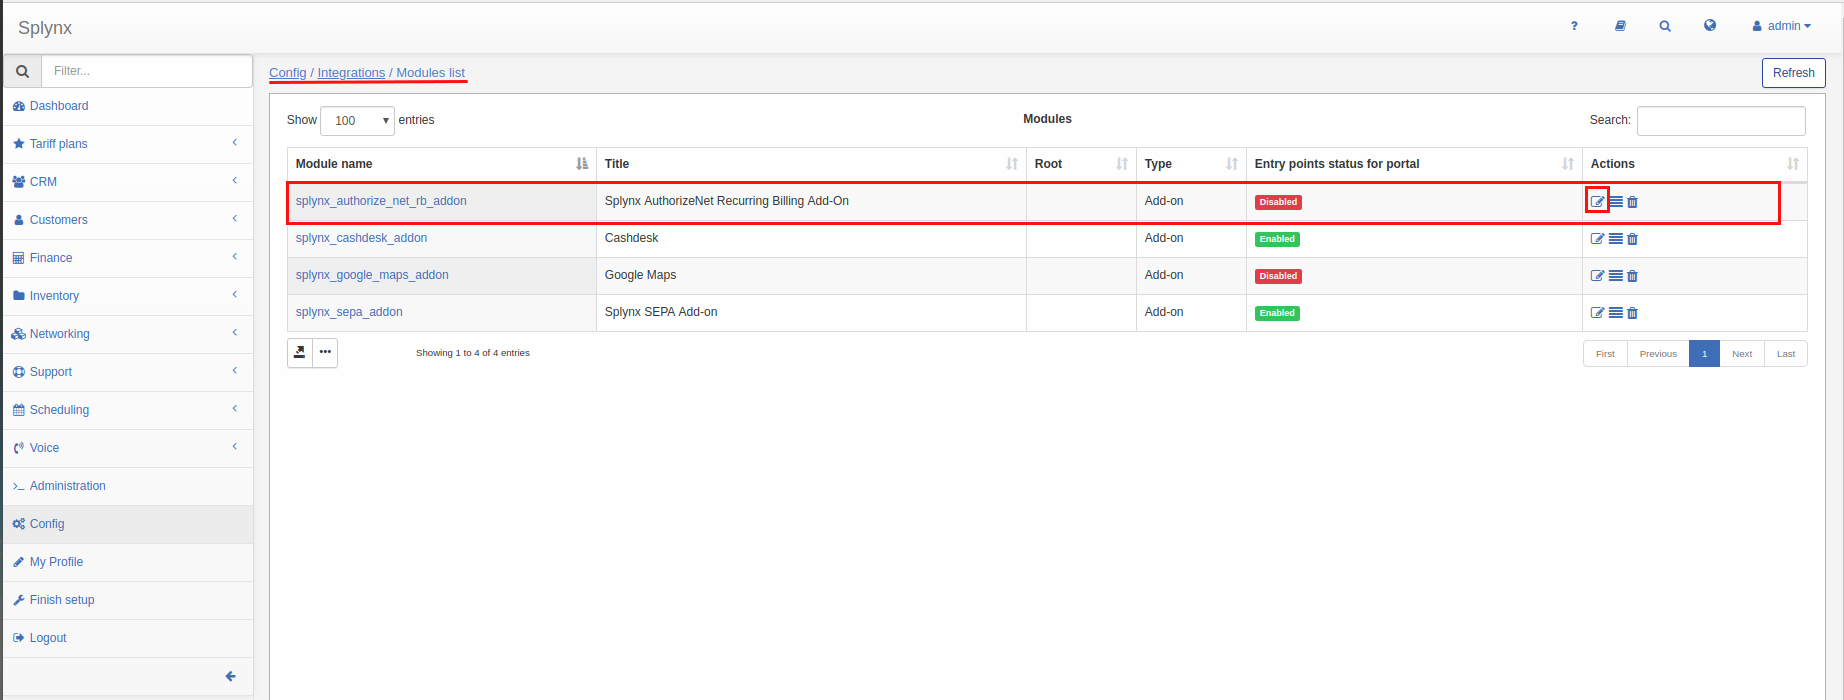 Splynx
? admin
Filter...
Config / Integrations / Modules list
Refresh
Dashboard
Tariff plans
CRM
Customers
Finance
Inventory
Networking
Support
Scheduling
Voice
Administration
Config
My Profile
Finish setup
Logout
Show 100 entries
Modules
Search:
Module name Title Root Type Entry points status for portal Actions
splynx_authorize_net_rb_addon Splynx AuthorizeNet Recurring Billing Add-On Add-on Disabled
splynx_cashdesk_addon Cashdesk Add-on Enabled
splynx_google_maps_addon Google Maps Add-on Disabled
splynx_sepa_addon Splynx SEPA Add-on Add-on Enabled
Showing 1 to 4 of 4 entries
First Previous 1 Next Last